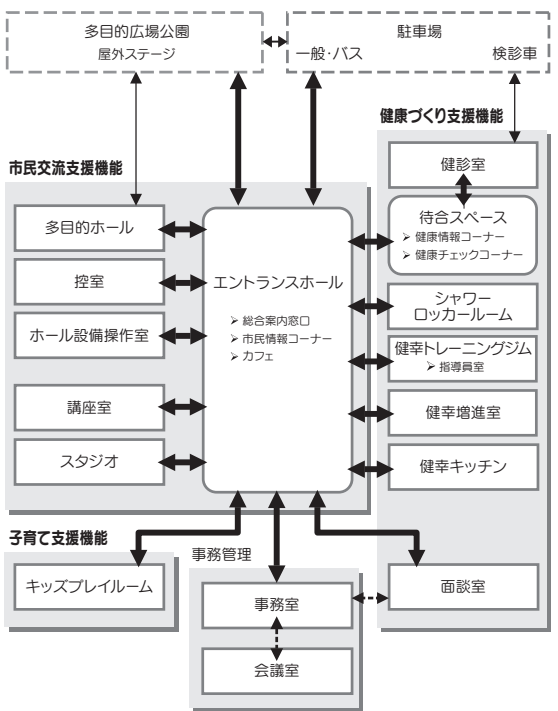 多目的広場公園
屋外ステージ
駐車場
一般・バス
検診車
健康づくり支援機能
市民交流支援機能
健診室
待合スペース
➢ 健康情報コーナー
➢ 健康チェックコーナー
多目的ホール
控室
ホール設備操作室
講座室
スタジオ
エントランスホール
➢ 総合案内窓口
➢ 市民情報コーナー
➢ カフェ
シャワー
ロッカールーム
健幸トレーニングジム
➢ 指導員室
健幸増進室
健幸キッチン
子育て支援機能
キッズプレイルーム
事務管理
事務室
会議室
面談室